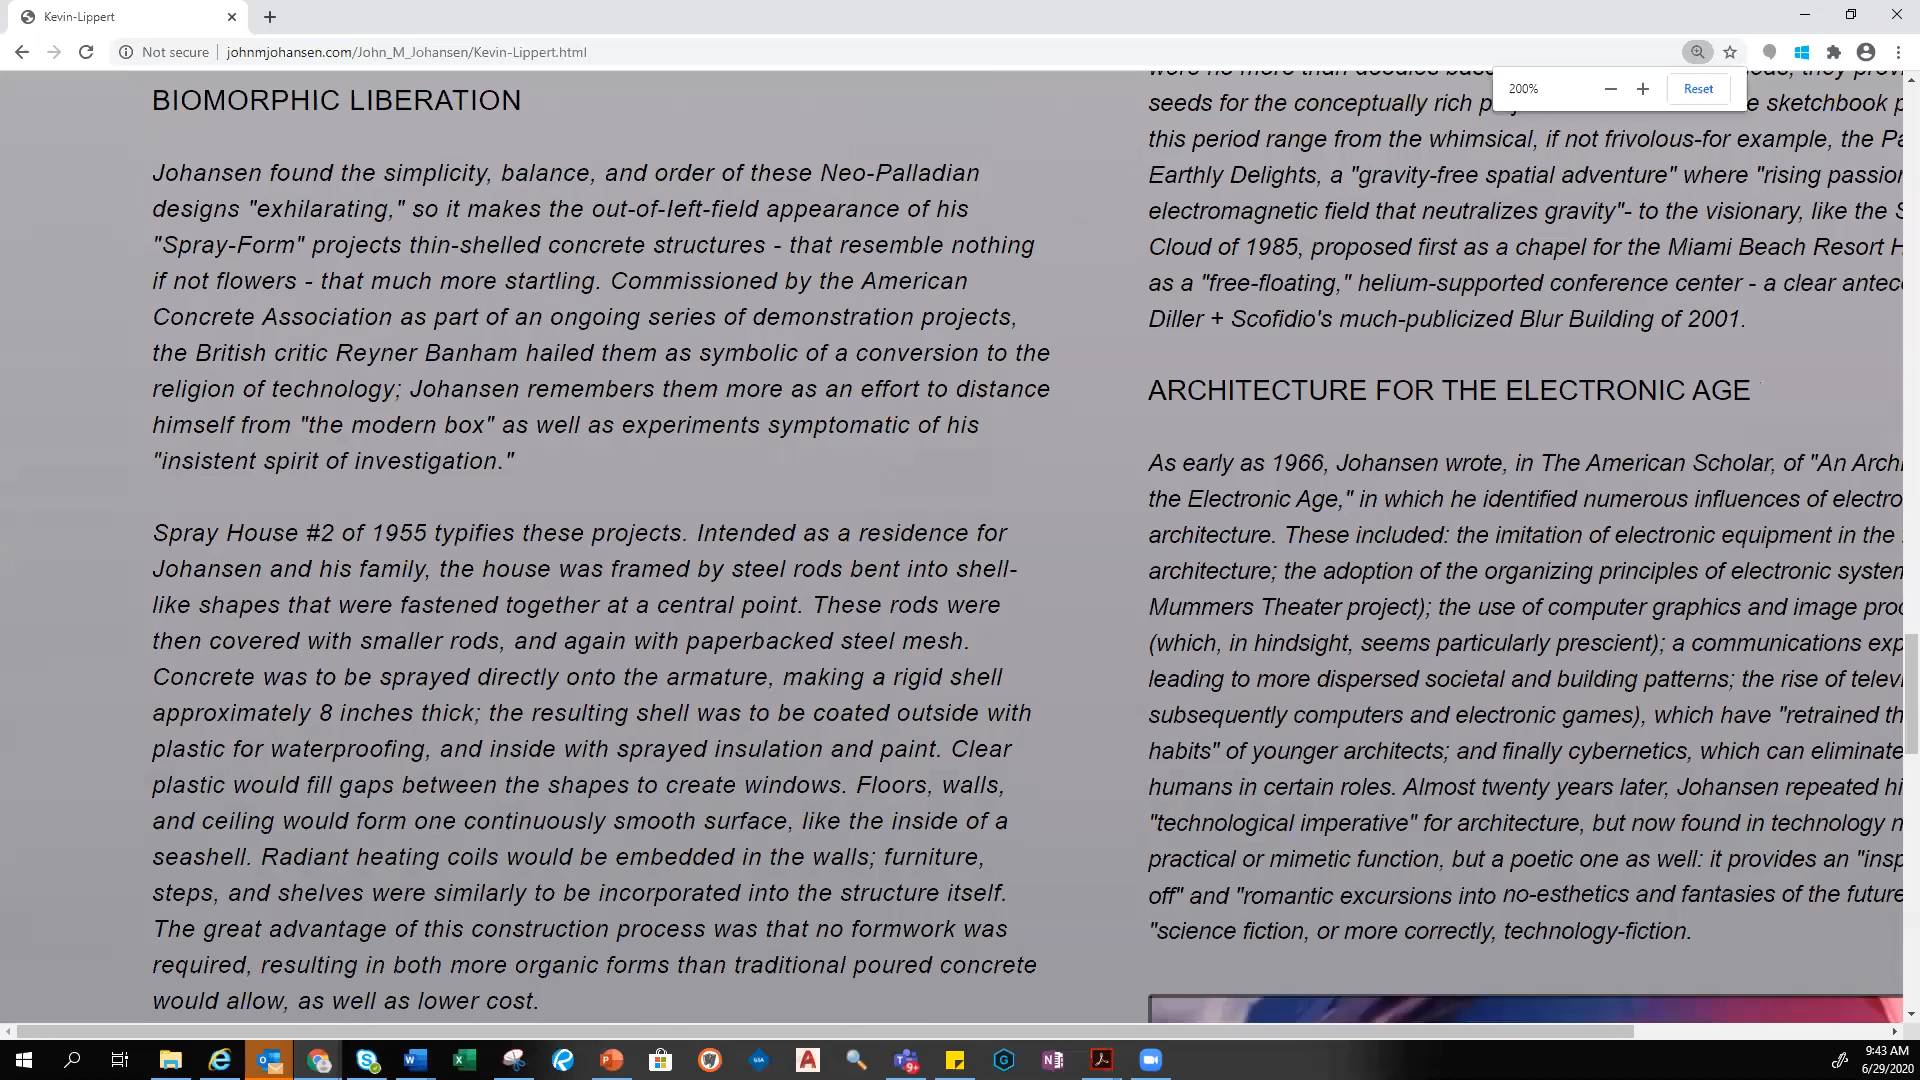 Kevin-Lippert
Not secure
johnmjohansen.com/John_M_Johansen/Kevin-Lippert.html
200%
Reset
BIOMORPHIC LIBERATION
Johansen found the simplicity, balance, and order of these Neo-Palladian
designs "exhilarating," so it makes the out-of-left-field appearance of his
"Spray-Form" projects thin-shelled concrete structures - that resemble nothing
if not flowers - that much more startling. Commissioned by the American
Concrete Association as part of an ongoing series of demonstration projects,
the British critic Reyner Banham hailed them as symbolic of a conversion to the
religion of technology; Johansen remembers them more as an effort to distance
himself from "the modern box" as well as experiments symptomatic of his
"insistent spirit of investigation."
Spray House #2 of 1955 typifies these projects. Intended as a residence for
Johansen and his family, the house was framed by steel rods bent into shell-
like shapes that were fastened together at a central point. These rods were
then covered with smaller rods, and again with paperbacked steel mesh.
Concrete was to be sprayed directly onto the armature, making a rigid shell
approximately 8 inches thick; the resulting shell was to be coated outside with
plastic for waterproofing, and inside with sprayed insulation and paint. Clear
plastic would fill gaps between the shapes to create windows. Floors, walls,
and ceiling would form one continuously smooth surface, like the inside of a
seashell. Radiant heating coils would be embedded in the walls; furniture,
steps, and shelves were similarly to be incorporated into the structure itself.
The great advantage of this construction process was that no formwork was
required, resulting in both more organic forms than traditional poured concrete
would allow, as well as lower cost.
were no more than doodles they
seeds for the conceptually rich sketchbook
this period range from the whimsical, if not frivolous-for example, the
Earthly Delights, a "gravity-free spatial adventure" where "rising
electromagnetic field that neutralizes gravity"- to the visionary, like the
Cloud of 1985, proposed first as a chapel for the Miami Beach Resort
as a "free-floating," helium-supported conference center - a clear
Diller + Scofidio's much-publicized Blur Building of 2001.
ARCHITECTURE FOR THE ELECTRONIC AGE
As early as 1966, Johansen wrote, in The American Scholar, of "An
the Electronic Age," in which he identified numerous influences of
architecture. These included: the imitation of electronic equipment in the
architecture; the adoption of the organizing principles of electronic
Mummers Theater project); the use of computer graphics and image
(which, in hindsight, seems particularly prescient); a communications
leading to more dispersed societal and building patterns; the rise of
subsequently computers and electronic games), which have "retrained
habits" of younger architects; and finally cybernetics, which can eliminate
humans in certain roles. Almost twenty years later, Johansen repeated
"technological imperative" for architecture, but now found in technology
practical or mimetic function, but a poetic one as well: it provides an
off" and "romantic excursions into no-esthetics and fantasies of the future
"science fiction, or more correctly, technology-fiction.
9:43 AM
6/29/2020